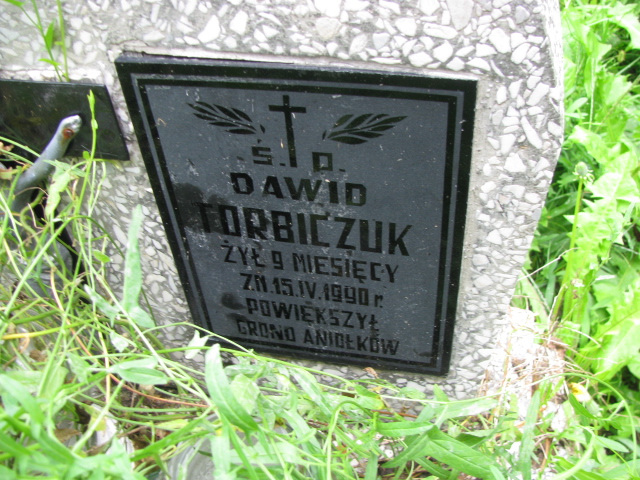 Ś. P.
DAWID
TORBICZUK
ŻYŁ 9 MIESIĘCY
ZM 15.IV.1990 r
POWIĘKSZYŁ
GRONO ANIOŁKÓW